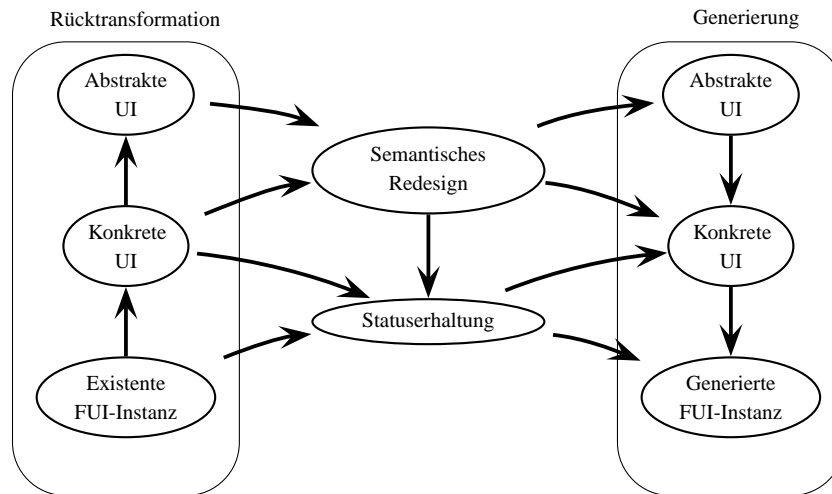 Rücktransformation
Generierung
Abstrakte
UI
Abstrakte
UI
Semantisches
Redesign
Konkrete
UI
Konkrete
UI
Statuserhaltung
Existente
FUI-Instanz
Generierte
FUI-Instanz